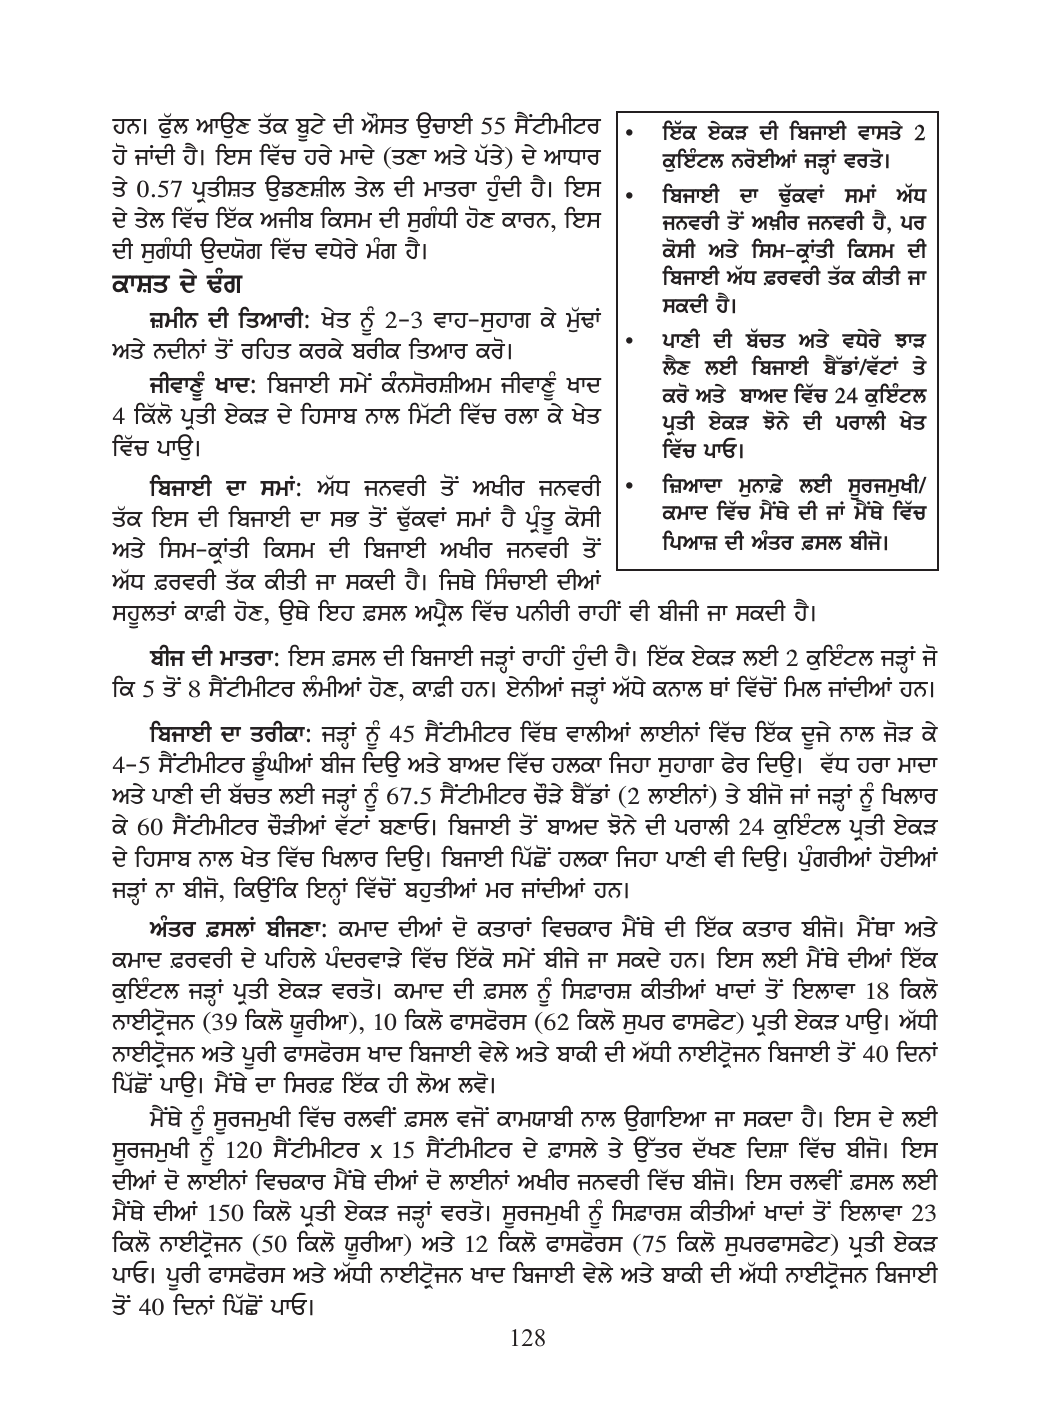 ਹਨ। ਫੁੱਲ ਆਉਣ ਤੱਕ ਬੂਟੇ ਦੀ ਔਸਤ ਉਚਾਈ 55 ਸੈਂਟੀਮੀਟਰ
ਹੋ ਜਾਂਦੀ ਹੈ। ਇਸ ਵਿੱਚ ਹਰੇ ਮਾਦੇ (ਤਣਾ ਅਤੇ ਪੱਤੇ) ਦੇ ਆਧਾਰ
ਤੇ 0.57 ਪ੍ਰਤੀਸ਼ਤ ਉਡਣਸ਼ੀਲ ਤੇਲ ਦੀ ਮਾਤਰਾ ਹੁੰਦੀ ਹੈ। ਇਸ
ਦੇ ਤੇਲ ਵਿੱਚ ਇੱਕ ਅਜੀਬ ਕਿਸਮ ਦੀ ਸੁਗੰਧੀ ਹੋਣ ਕਾਰਨ, ਇਸ
ਦੀ ਸੁਗੰਧੀ ਉਦਯੋਗ ਵਿੱਚ ਵਧੇਰੇ ਮੰਗ ਹੈ।
ਕਾਸ਼ਤ ਦੇ ਢੰਗ
ਜ਼ਮੀਨ ਦੀ ਤਿਆਰੀ: ਖੇਤ ਨੂੰ 2-3 ਵਾਹ-ਸੁਹਾਗ ਕੇ ਮੁੱਢਾਂ
ਅਤੇ ਨਦੀਨਾਂ ਤੋਂ ਰਹਿਤ ਕਰਕੇ ਬਰੀਕ ਤਿਆਰ ਕਰੋ।
ਜੀਵਾਣੂੰ ਖਾਦ: ਬਿਜਾਈ ਸਮੇਂ ਕੰਨਸੋਰਸ਼ੀਅਮ ਜੀਵਾਣੂੰ ਖਾਦ
4 ਕਿੱਲੋ ਪ੍ਰਤੀ ਏਕੜ ਦੇ ਹਿਸਾਬ ਨਾਲ ਮਿੱਟੀ ਵਿੱਚ ਰਲਾ ਕੇ ਖੇਤ
ਵਿੱਚ ਪਾਉ।
ਬਿਜਾਈ ਦਾ ਸਮਾਂ: ਅੱਧ ਜਨਵਰੀ ਤੋਂ ਅਖੀਰ ਜਨਵਰੀ
ਤੱਕ ਇਸ ਦੀ ਬਿਜਾਈ ਦਾ ਸਭ ਤੋਂ ਢੁੱਕਵਾਂ ਸਮਾਂ ਹੈ ਪ੍ਰੰਤੂ ਕੋਸੀ
ਅਤੇ ਸਿਮ-ਕ੍ਰਾਂਤੀ ਕਿਸਮ ਦੀ ਬਿਜਾਈ ਅਖੀਰ ਜਨਵਰੀ ਤੋਂ
ਅੱਧ ਫ਼ਰਵਰੀ ਤੱਕ ਕੀਤੀ ਜਾ ਸਕਦੀ ਹੈ। ਜਿਥੇ ਸਿੰਚਾਈ ਦੀਆਂ
ਸਹੂਲਤਾਂ ਕਾਫ਼ੀ ਹੋਣ, ਉਥੇ ਇਹ ਫ਼ਸਲ ਅਪ੍ਰੈਲ ਵਿੱਚ ਪਨੀਰੀ ਰਾਹੀਂ ਵੀ ਬੀਜੀ ਜਾ ਸਕਦੀ ਹੈ।
• ਇੱਕ ਏਕੜ ਦੀ ਬਿਜਾਈ ਵਾਸਤੇ 2
ਕੁਇੰਟਲ ਨਰੋਈਆਂ ਜੜ੍ਹਾਂ ਵਰਤੋ।
• ਬਿਜਾਈ ਦਾ ਢੁੱਕਵਾਂ ਸਮਾਂ ਅੱਧ
ਜਨਵਰੀ ਤੋਂ ਅਖ਼ੀਰ ਜਨਵਰੀ ਹੈ, ਪਰ
ਕੋਸੀ ਅਤੇ ਸਿਮ-ਕ੍ਰਾਂਤੀ ਕਿਸਮ ਦੀ
ਬਿਜਾਈ ਅੱਧ ਫ਼ਰਵਰੀ ਤੱਕ ਕੀਤੀ ਜਾ
ਸਕਦੀ ਹੈ।
• ਪਾਣੀ ਦੀ ਬੱਚਤ ਅਤੇ ਵਧੇਰੇ ਝਾੜ
ਲੈਣ ਲਈ ਬਿਜਾਈ ਬੈੱਡਾਂ/ਵੱਟਾਂ ਤੇ
ਕਰੋ ਅਤੇ ਬਾਅਦ ਵਿੱਚ 24 ਕੁਇੰਟਲ
ਪ੍ਰਤੀ ਏਕੜ ਝੋਨੇ ਦੀ ਪਰਾਲੀ ਖੇਤ
ਵਿੱਚ ਪਾਓ।
• ਜ਼ਿਆਦਾ ਮੁਨਾਫ਼ੇ ਲਈ ਸੂਰਜਮੁਖੀ/
ਕਮਾਦ ਵਿੱਚ ਮੈਂਥੇ ਦੀ ਜਾਂ ਮੈਂਥੇ ਵਿੱਚ
ਪਿਆਜ਼ ਦੀ ਅੰਤਰ ਫ਼ਸਲ ਬੀਜੋ।
ਬੀਜ ਦੀ ਮਾਤਰਾ: ਇਸ ਫ਼ਸਲ ਦੀ ਬਿਜਾਈ ਜੜ੍ਹਾਂ ਰਾਹੀਂ ਹੁੰਦੀ ਹੈ। ਇੱਕ ਏਕੜ ਲਈ 2 ਕੁਇੰਟਲ ਜੜ੍ਹਾਂ ਜੋ
ਕਿ 5 ਤੋਂ 8 ਸੈਂਟੀਮੀਟਰ ਲੰਮੀਆਂ ਹੋਣ, ਕਾਫ਼ੀ ਹਨ। ਏਨੀਆਂ ਜੜ੍ਹਾਂ ਅੱਧੇ ਕਨਾਲ ਥਾਂ ਵਿੱਚੋਂ ਮਿਲ ਜਾਂਦੀਆਂ ਹਨ।
ਬਿਜਾਈ ਦਾ ਤਰੀਕਾ: ਜੜ੍ਹਾਂ ਨੂੰ 45 ਸੈਂਟੀਮੀਟਰ ਵਿੱਥ ਵਾਲੀਆਂ ਲਾਈਨਾਂ ਵਿੱਚ ਇੱਕ ਦੂਜੇ ਨਾਲ ਜੋੜ ਕੇ
4-5 ਸੈਂਟੀਮੀਟਰ ਡੂੰਘੀਆਂ ਬੀਜ ਦਿਉ ਅਤੇ ਬਾਅਦ ਵਿੱਚ ਹਲਕਾ ਜਿਹਾ ਸੁਹਾਗਾ ਫੇਰ ਦਿਉ। ਵੱਧ ਹਰਾ ਮਾਦਾ
ਅਤੇ ਪਾਣੀ ਦੀ ਬੱਚਤ ਲਈ ਜੜ੍ਹਾਂ ਨੂੰ 67.5 ਸੈਂਟੀਮੀਟਰ ਚੌੜੇ ਬੈੱਡਾਂ (2 ਲਾਈਨਾਂ) ਤੇ ਬੀਜੋ ਜਾਂ ਜੜ੍ਹਾਂ ਨੂੰ ਖਿਲਾਰ
ਕੇ 60 ਸੈਂਟੀਮੀਟਰ ਚੌੜੀਆਂ ਵੱਟਾਂ ਬਣਾਓ। ਬਿਜਾਈ ਤੋਂ ਬਾਅਦ ਝੋਨੇ ਦੀ ਪਰਾਲੀ 24 ਕੁਇੰਟਲ ਪ੍ਰਤੀ ਏਕੜ
ਦੇ ਹਿਸਾਬ ਨਾਲ ਖੇਤ ਵਿੱਚ ਖਿਲਾਰ ਦਿਉ। ਬਿਜਾਈ ਪਿੱਛੋਂ ਹਲਕਾ ਜਿਹਾ ਪਾਣੀ ਵੀ ਦਿਉ। ਪੁੰਗਰੀਆਂ ਹੋਈਆਂ
ਜੜ੍ਹਾਂ ਨਾ ਬੀਜੋ, ਕਿਉਂਕਿ ਇਨ੍ਹਾਂ ਵਿੱਚੋਂ ਬਹੁਤੀਆਂ ਮਰ ਜਾਂਦੀਆਂ ਹਨ।
ਅੰਤਰ ਫ਼ਸਲਾਂ ਬੀਜਣਾ: ਕਮਾਦ ਦੀਆਂ ਦੋ ਕਤਾਰਾਂ ਵਿਚਕਾਰ ਮੈਂਥੇ ਦੀ ਇੱਕ ਕਤਾਰ ਬੀਜੋ। ਮੈਂਥਾ ਅਤੇ
ਕਮਾਦ ਫ਼ਰਵਰੀ ਦੇ ਪਹਿਲੇ ਪੰਦਰਵਾੜੇ ਵਿੱਚ ਇੱਕੋ ਸਮੇਂ ਬੀਜੇ ਜਾ ਸਕਦੇ ਹਨ। ਇਸ ਲਈ ਮੈਂਥੇ ਦੀਆਂ ਇੱਕ
ਕੁਇੰਟਲ ਜੜ੍ਹਾਂ ਪ੍ਰਤੀ ਏਕੜ ਵਰਤੋ। ਕਮਾਦ ਦੀ ਫ਼ਸਲ ਨੂੰ ਸਿਫ਼ਾਰਸ਼ ਕੀਤੀਆਂ ਖਾਦਾਂ ਤੋਂ ਇਲਾਵਾ 18 ਕਿਲੋ
ਨਾਈਟ੍ਰੋਜਨ (39 ਕਿਲੋ ਯੂਰੀਆ), 10 ਕਿਲੋ ਫਾਸਫੋਰਸ (62 ਕਿਲੋ ਸੁਪਰ ਫਾਸਫੇਟ) ਪ੍ਰਤੀ ਏਕੜ ਪਾਉ। ਅੱਧੀ
ਨਾਈਟ੍ਰੋਜਨ ਅਤੇ ਪੂਰੀ ਫਾਸਫੋਰਸ ਖਾਦ ਬਿਜਾਈ ਵੇਲੇ ਅਤੇ ਬਾਕੀ ਦੀ ਅੱਧੀ ਨਾਈਟ੍ਰੋਜਨ ਬਿਜਾਈ ਤੋਂ 40 ਦਿਨਾਂ
ਪਿੱਛੋਂ ਪਾਉ। ਮੈਂਥੇ ਦਾ ਸਿਰਫ਼ ਇੱਕ ਹੀ ਲੋਅ ਲਵੋ।
ਮੈਂਥੇ ਨੂੰ ਸੂਰਜਮੁਖੀ ਵਿੱਚ ਰਲਵੀਂ ਫ਼ਸਲ ਵਜੋਂ ਕਾਮਯਾਬੀ ਨਾਲ ਉਗਾਇਆ ਜਾ ਸਕਦਾ ਹੈ। ਇਸ ਦੇ ਲਈ
ਸੂਰਜਮੁਖੀ ਨੂੰ 120 ਸੈਂਟੀਮੀਟਰ x 15 ਸੈਂਟੀਮੀਟਰ ਦੇ ਫ਼ਾਸਲੇ ਤੇ ਉੱਤਰ ਦੱਖਣ ਦਿਸ਼ਾ ਵਿੱਚ ਬੀਜੋ। ਇਸ
ਦੀਆਂ ਦੋ ਲਾਈਨਾਂ ਵਿਚਕਾਰ ਮੈਂਥੇ ਦੀਆਂ ਦੋ ਲਾਈਨਾਂ ਅਖੀਰ ਜਨਵਰੀ ਵਿੱਚ ਬੀਜੋ। ਇਸ ਰਲਵੀਂ ਫ਼ਸਲ ਲਈ
ਮੈਂਥੇ ਦੀਆਂ 150 ਕਿਲੋ ਪ੍ਰਤੀ ਏਕੜ ਜੜ੍ਹਾਂ ਵਰਤੋ। ਸੂਰਜਮੁਖੀ ਨੂੰ ਸਿਫ਼ਾਰਸ਼ ਕੀਤੀਆਂ ਖਾਦਾਂ ਤੋਂ ਇਲਾਵਾ 23
ਕਿਲੋ ਨਾਈਟ੍ਰੋਜਨ (50 ਕਿਲੋ ਯੂਰੀਆ) ਅਤੇ 12 ਕਿਲੋ ਫਾਸਫੋਰਸ (75 ਕਿਲੋ ਸੁਪਰਫਾਸਫੇਟ) ਪ੍ਰਤੀ ਏਕੜ
ਪਾਓ। ਪੂਰੀ ਫਾਸਫੋਰਸ ਅਤੇ ਅੱਧੀ ਨਾਈਟ੍ਰੋਜਨ ਖਾਦ ਬਿਜਾਈ ਵੇਲੇ ਅਤੇ ਬਾਕੀ ਦੀ ਅੱਧੀ ਨਾਈਟ੍ਰੋਜਨ ਬਿਜਾਈ
ਤੋਂ 40 ਦਿਨਾਂ ਪਿੱਛੋਂ ਪਾਓ।
128